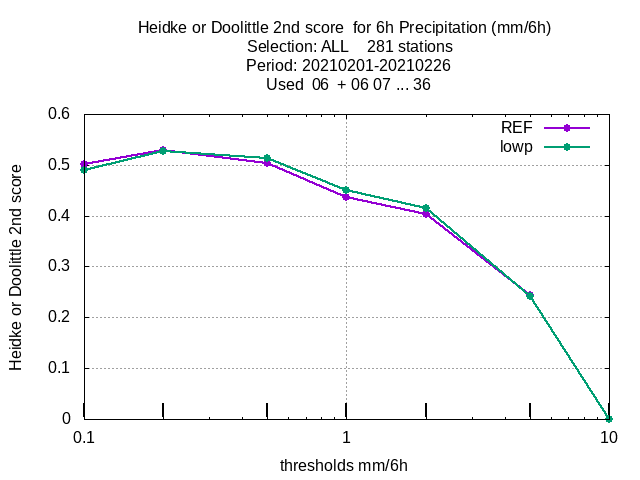 Heidke or Doolittle 2nd score  for 6h Precipitation (mm/6h)
Selection: ALL    281 stations
Period: 20210201-20210226
Used  06  + 06 07 ... 36
REF
lowp
0.6
0.5
0.4
0.3
0.2
0.1
0
Heidke or Doolittle 2nd score
0.1
1
10
thresholds mm/6h